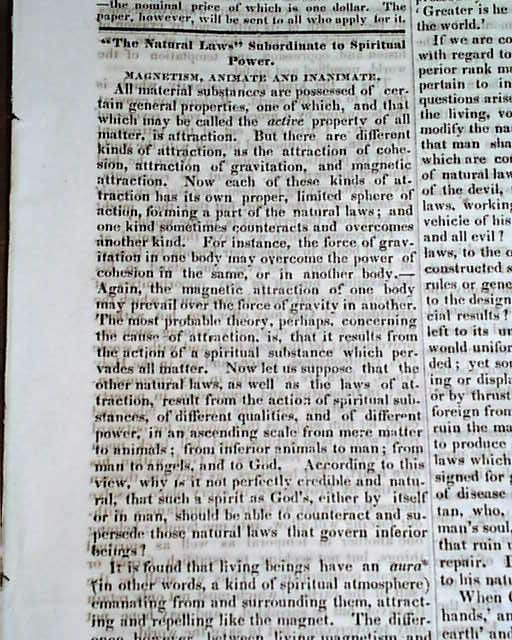 —the nominal price of which is one dollar. The
paper, however, will be sent to all who apply for it.
"The Natural Laws" Subordinate to Spiritual
Power.
MAGNETISM, ANIMATE AND INANIMATE.
All material substances are possessed of cer-
tain general properties, one of which, and that
which may be called the active property of all
matter, is attraction. But there are different
kinds of attraction, as the attraction of cohe-
sion, attraction of gravitation, and magnetic
attraction. Now each of these kinds of at-
traction has its own proper, limited sphere of
action, forming a part of the natural laws; and
one kind sometimes counteracts and overcomes
another kind. For instance, the force of grav-
itation in one body may overcome the power of
cohesion in the same, or in another body.—
Again, the magnetic attraction of one body
may prevail over the force of gravity in another.
The most probable theory, perhaps, concerning
the cause of attraction, is, that it results from
the action of a spiritual substance which per-
vades all matter. Now let us suppose that the
other natural laws, as well as the laws of at-
traction, result from the action of spiritual sub-
stances, of different qualities, and of different
power, in an ascending scale from mere matter
to animals; from inferior animals to man; from
man to angels, and to God. According to this
view, why is it not perfectly credible and natu-
ral, that such a spirit as God's, either by itself
or in man, should be able to counteract and su-
persede those natural laws that govern inferior
beings?
It is found that living beings have an aura*
(in other words, a kind of spiritual atmosphere)
emanating from and surrounding them, attract-
ing and repelling like the magnet. The differ-
ence however, between living magnetism and
'Greater is he
the world.'
If we are co
with regard to
perior rank m
pertain to in
questions aris
the living, vo
modify the na
that man sha
which are co
of natural law
of the devil,
laws, working
vehicle of his
and all evil?
laws, to the o
constructed s
rules or gene
to the design
cial results?
left to its u
would unifor
ded; yet so
ing or displa
or by thrust
foreign from
ruin the ma
to produce
laws which
signed for
of disease
tan, who,
man's soul,
that ruin
repair. I
to his natu
When G
hands,' an
earth' and